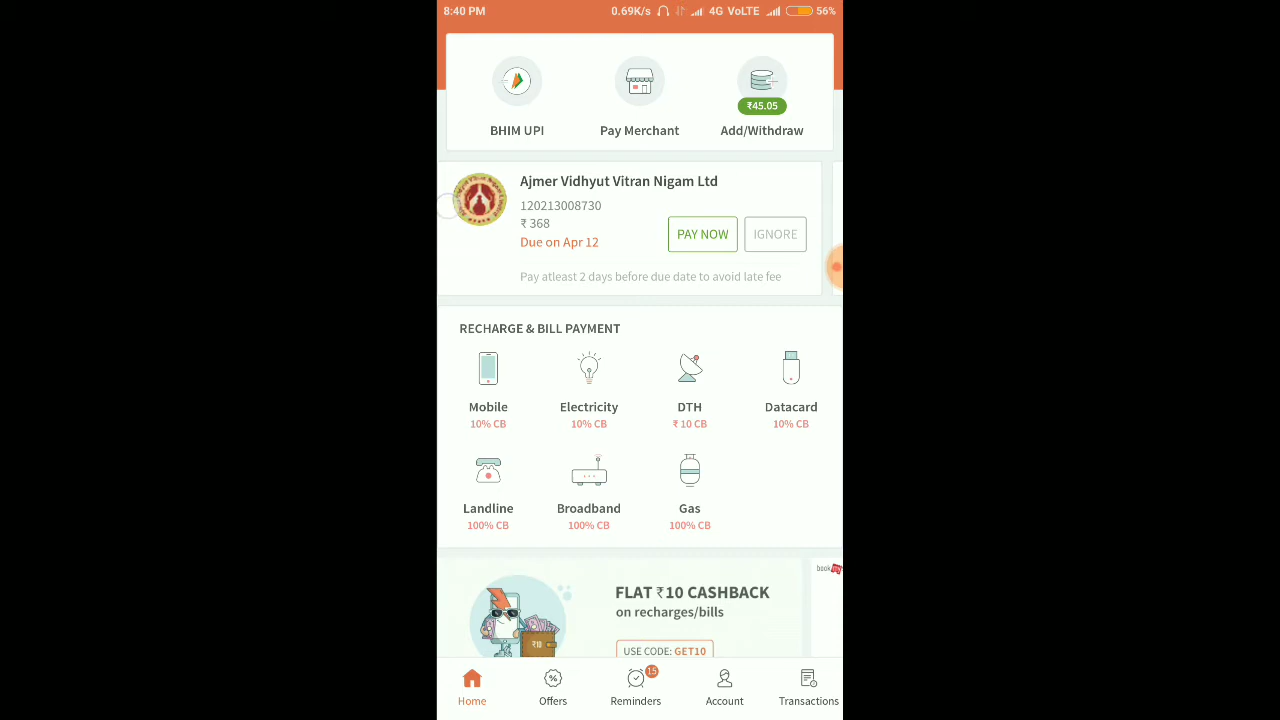 8:40 PM 0.69K/s 4G VoLTE 56%
₹45.05
BHIM UPI Pay Merchant Add/Withdraw
Ajmer Vidhyut Vitran Nigam Ltd
120213008730
₹ 368
PAY NOW IGNORE
Due on Apr 12
Pay atleast 2 days before due date to avoid late fee
RECHARGE & BILL PAYMENT
Mobile Electricity DTH Datacard
10% CB 10% CB ₹ 10 CB 10% CB
Landline Broadband Gas
100% CB 100% CB 100% CB
book my
FLAT ₹10 CASHBACK
on recharges/bills
₹10
USE CODE: GET10
15
Home Offers Reminders Account Transactions